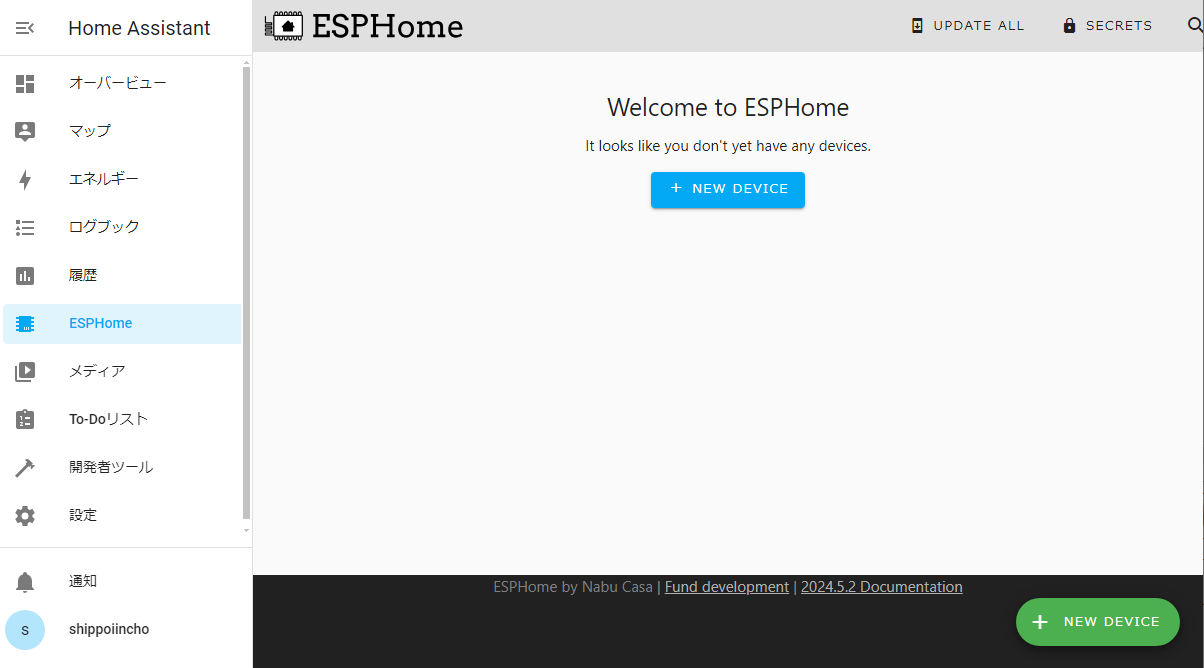 Home Assistant
オーバービュー
マップ
エネルギー
ログブック
履歴
ESPHome
メディア
To-Doリスト
開発者ツール
設定
通知
S
shippoiincho
ESPHome
UPDATE ALL
SECRETS
Welcome to ESPHome
It looks like you don't yet have any devices.
+ NEW DEVICE
ESPHome by Nabu Casa | Fund development | 2024.5.2 Documentation
+ NEW DEVICE